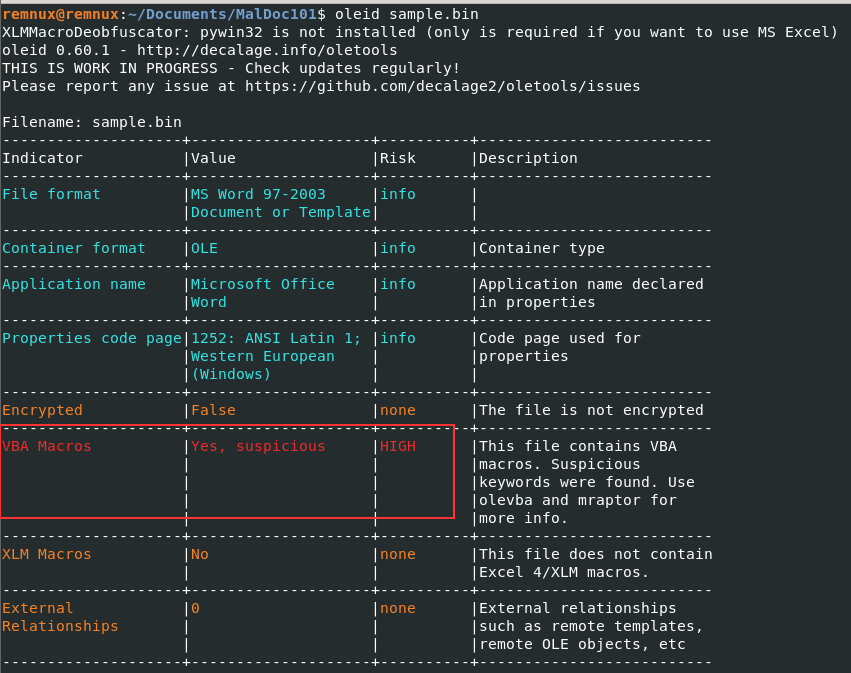 remnux@remnux:~/Documents/MalDoc101$ oleid sample.bin
XLMMacroDeobfuscator: pywin32 is not installed (only is required if you want to use MS Excel)
oleid 0.60.1 - http://decalage.info/oletools
THIS IS WORK IN PROGRESS - Check updates regularly!
Please report any issue at https://github.com/decalage2/oletools/issues

Filename: sample.bin
--------------------+--------------------+----------+--------------------------
Indicator           |Value               |Risk      |Description
--------------------+--------------------+----------+--------------------------
File format         |MS Word 97-2003     |info      |
                    |Document or Template|          |
--------------------+--------------------+----------+--------------------------
Container format    |OLE                 |info      |Container type
--------------------+--------------------+----------+--------------------------
Application name    |Microsoft Office    |info      |Application name declared
                    |Word                |          |in properties
--------------------+--------------------+----------+--------------------------
Properties code page|1252: ANSI Latin 1; |info      |Code page used for
                    |Western European    |          |properties
                    |(Windows)           |          |
--------------------+--------------------+----------+--------------------------
Encrypted           |False               |none      |The file is not encrypted
--------------------+--------------------+----------+--------------------------
VBA Macros          |Yes, suspicious     |HIGH      |This file contains VBA
                    |                    |          |macros. Suspicious
                    |                    |          |keywords were found. Use
                    |                    |          |olevba and mraptor for
                    |                    |          |more info.
--------------------+--------------------+----------+--------------------------
XLM Macros          |No                  |none      |This file does not contain
                    |                    |          |Excel 4/XLM macros.
--------------------+--------------------+----------+--------------------------
External            |0                   |none      |External relationships
Relationships       |                    |          |such as remote templates,
                    |                    |          |remote OLE objects, etc
--------------------+--------------------+----------+--------------------------